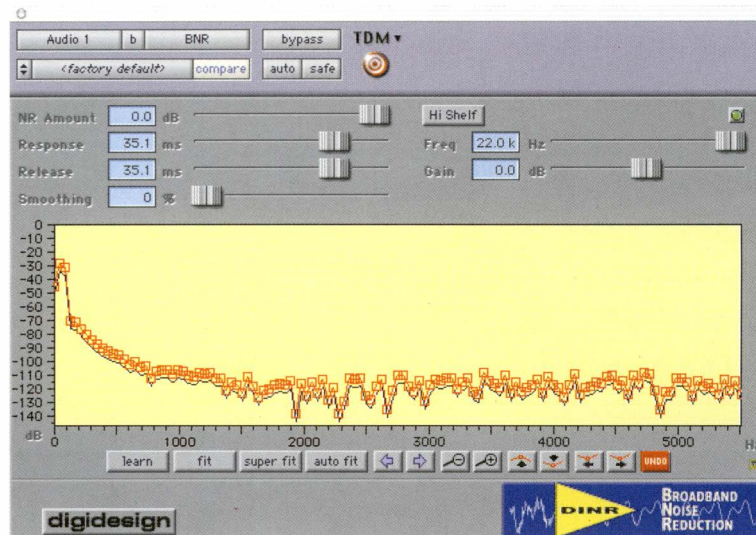 Audio 1 b BNR bypass TDM
<factory default> compare auto safe
NR Amount 0.0 dB
Response 35.1 ms
Release 35.1 ms
Smoothing 0 %
Hi Shelf
Freq 22.0 k Hz
Gain 0.0 dB
0
-10
-20
-30
-40
-50
-60
-70
-80
-90
-100
-110
-120
-130
-140
dB
0 1000 2000 3000 4000 5000 Hz
learn fit super fit auto fit UNDO
digidesign
DINR
BROADBAND
NOISE
REDUCTION